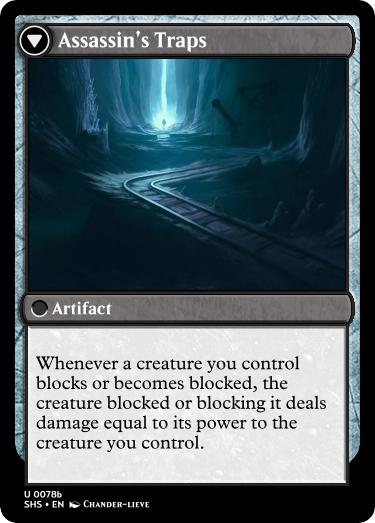 Assassin's Traps
Artifact
Whenever a creature you control
blocks or becomes blocked, the
creature blocked or blocking it deals
damage equal to its power to the
creature you control.
U 0078b
SHS • EN Chander-lieve